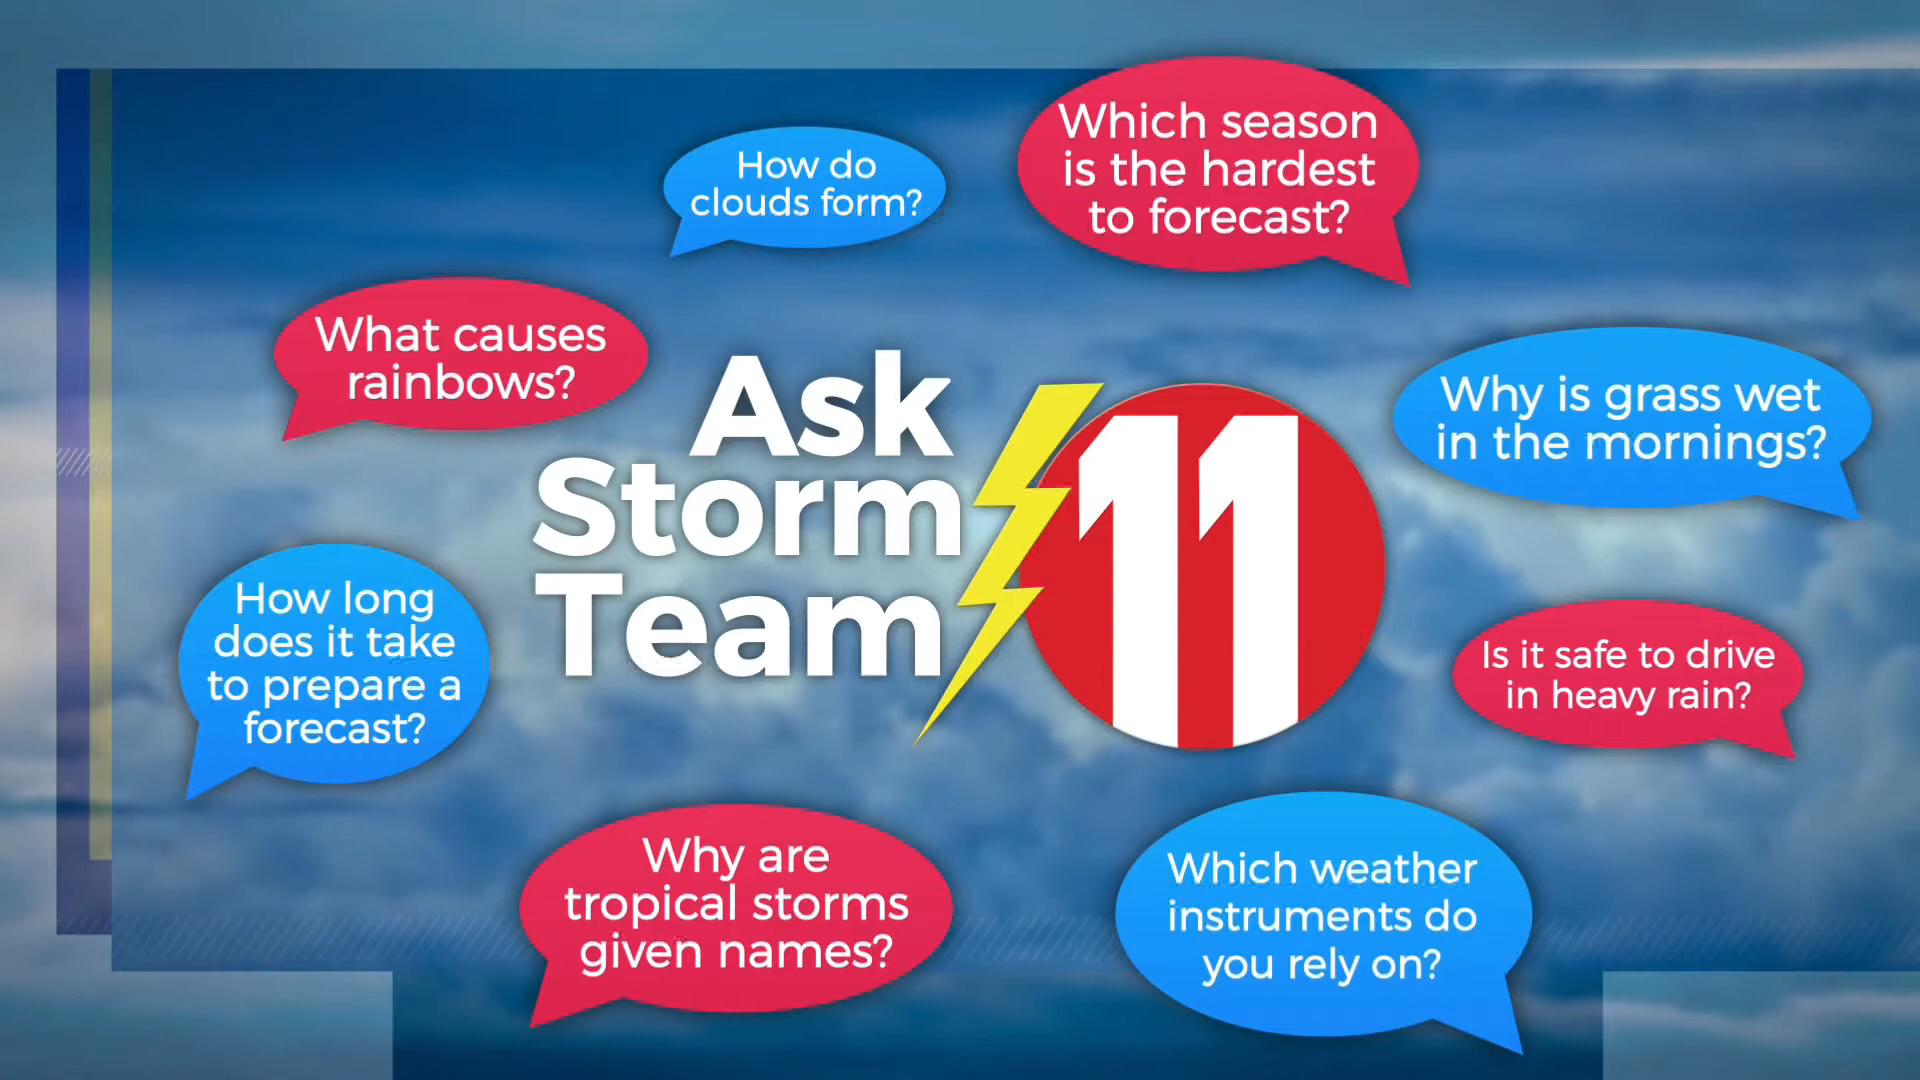 How do
clouds form?
Which season
is the hardest
to forecast?
What causes
rainbows?
Ask
Storm
Team
11
Why is grass wet
in the mornings?
How long
does it take
to prepare a
forecast?
Is it safe to drive
in heavy rain?
Why are
tropical storms
given names?
Which weather
instruments do
you rely on?